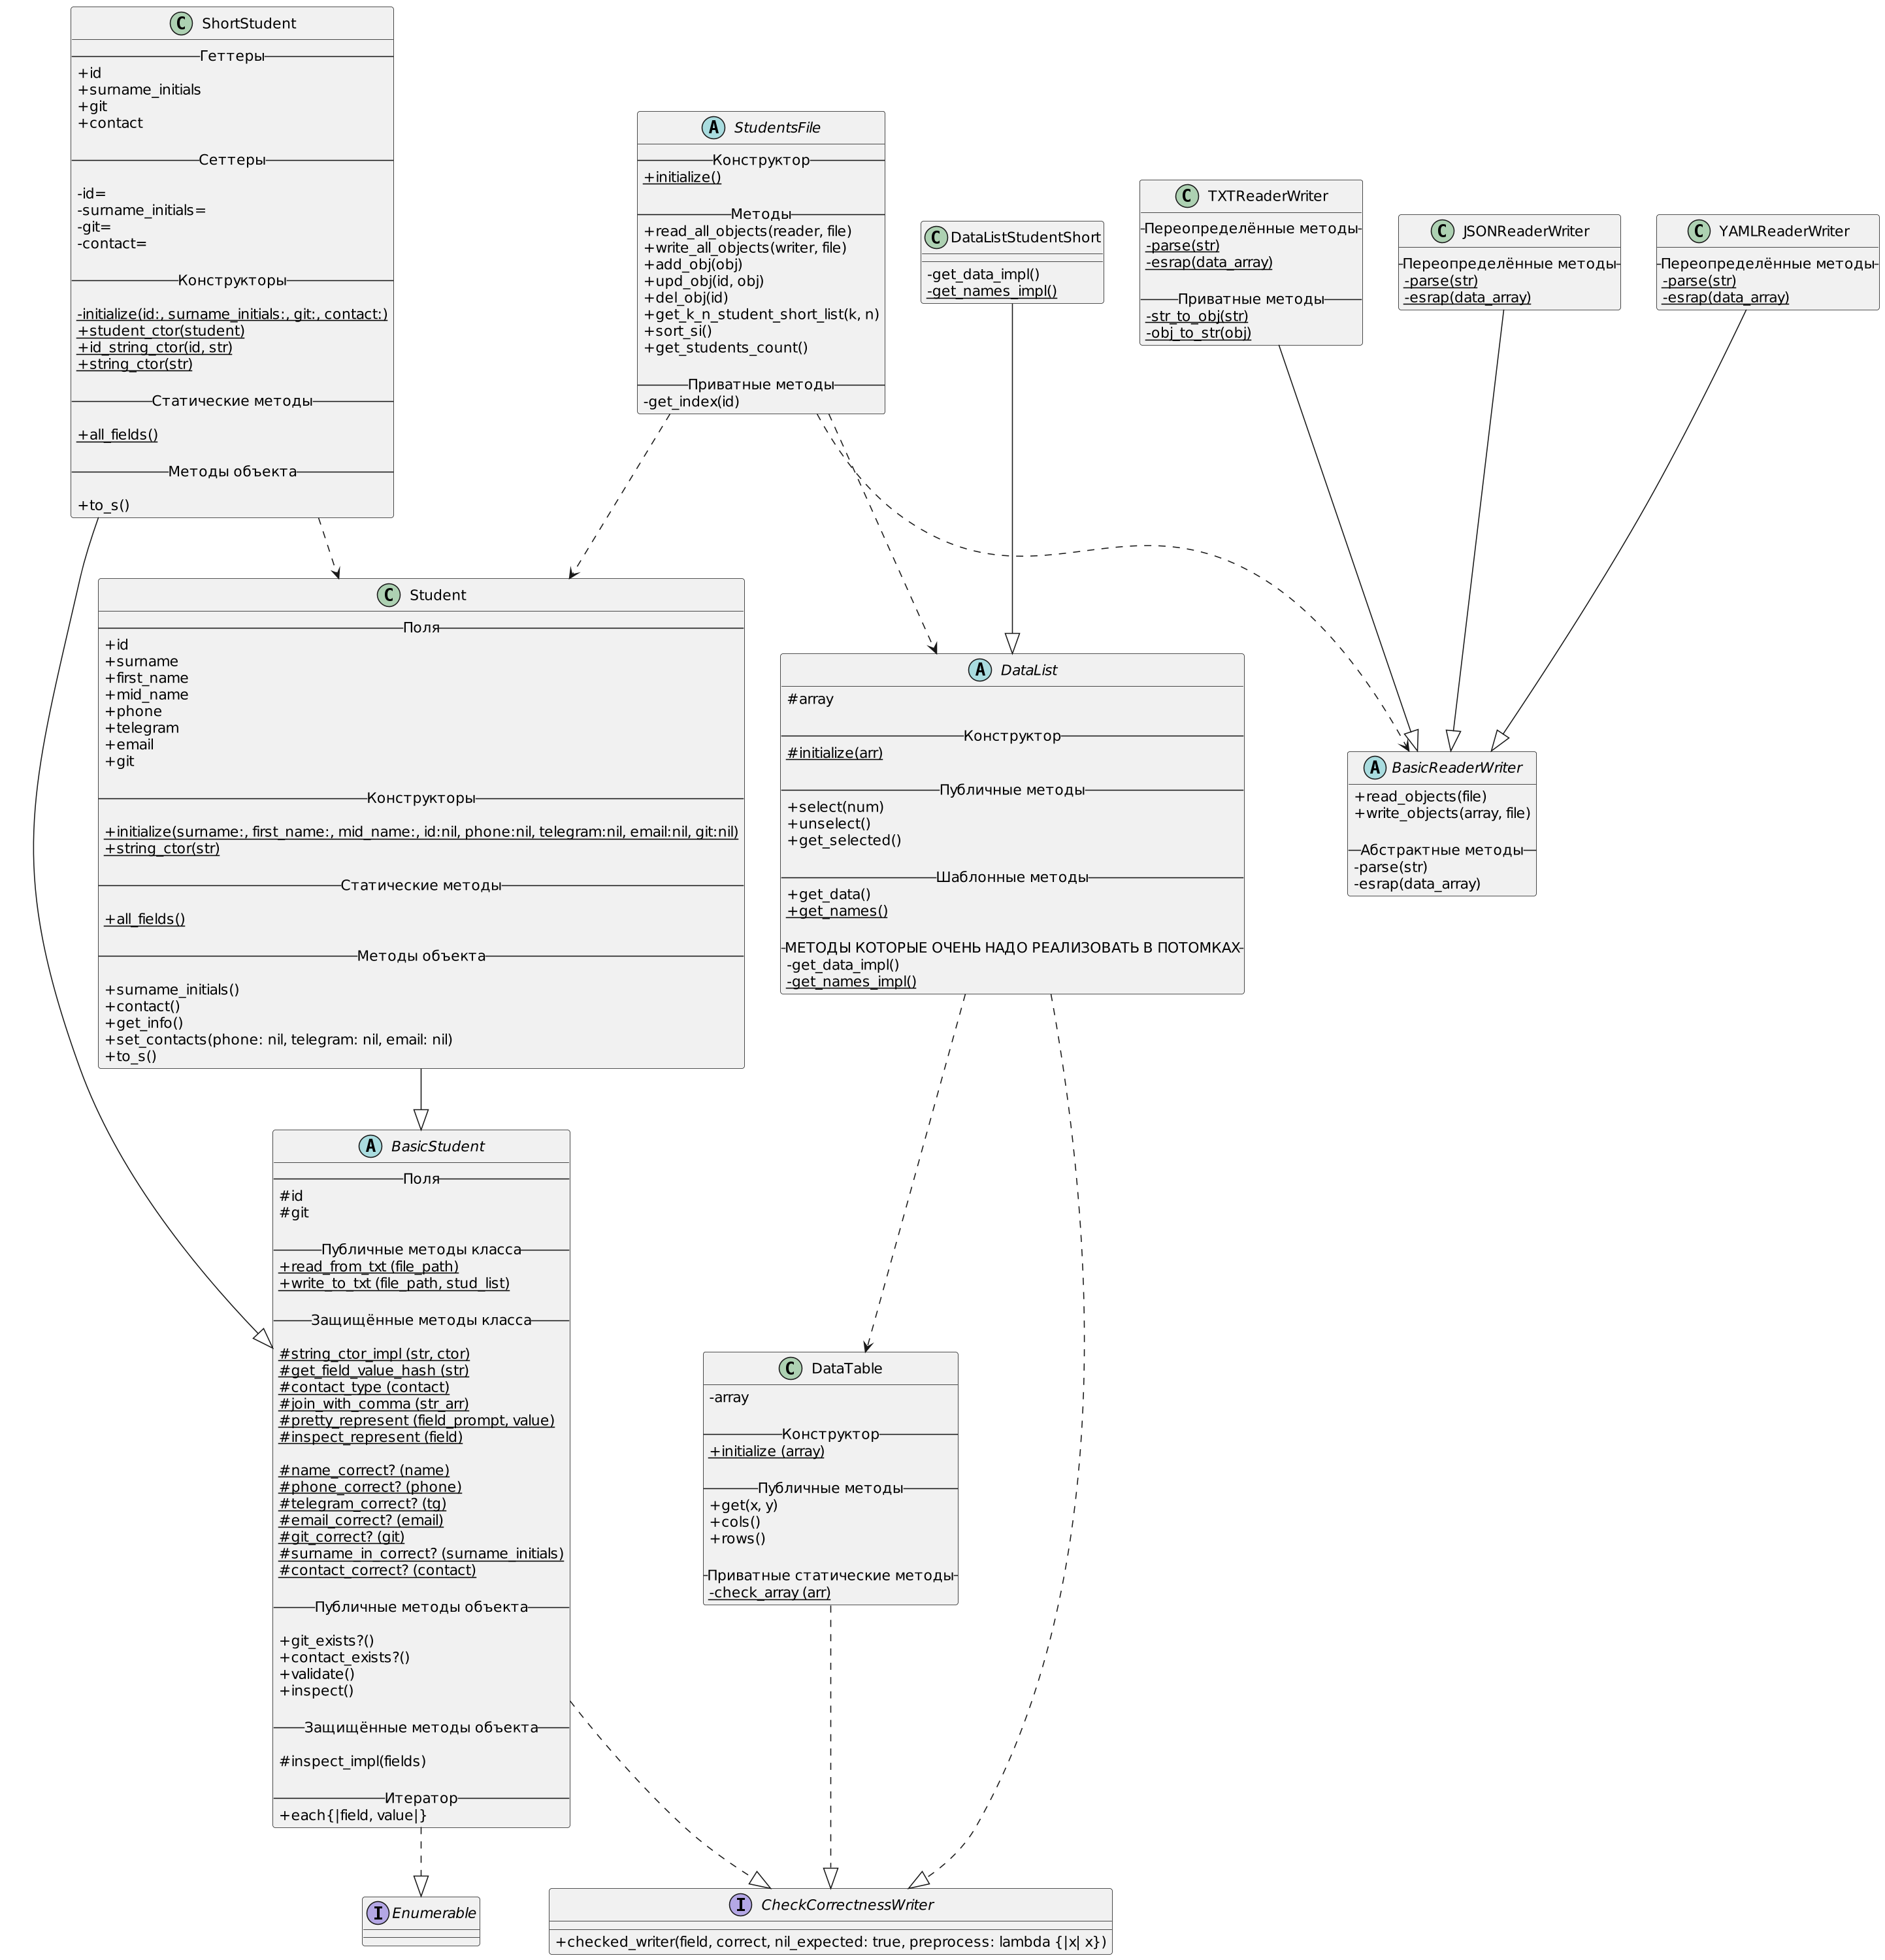 C ShortStudent
Геттеры
+id
+surname_initials
+git
+contact
Сеттеры
-id=
-surname_initials=
-git=
-contact=
Конструкторы
-initialize(id:, surname_initials:, git:, contact:)
+student_ctor(student)
+id_string_ctor(id, str)
+string_ctor(str)
Статические методы
+all_fields()
Методы объекта
+to_s()
A StudentsFile
Конструктор
+initialize()
Методы
+read_all_objects(reader, file)
+write_all_objects(writer, file)
+add_obj(obj)
+upd_obj(id, obj)
+del_obj(id)
+get_k_n_student_short_list(k, n)
+sort_si()
+get_students_count()
Приватные методы
-get_index(id)
C DataListStudentShort
-get_data_impl()
-get_names_impl()
C TXTReaderWriter
Переопределённые методы
-parse(str)
-esrap(data_array)
Приватные методы
-str_to_obj(str)
-obj_to_str(obj)
C JSONReaderWriter
Переопределённые методы
-parse(str)
-esrap(data_array)
C YAMLReaderWriter
Переопределённые методы
-parse(str)
-esrap(data_array)
C Student
Поля
+id
+surname
+first_name
+mid_name
+phone
+telegram
+email
+git
Конструкторы
+initialize(surname:, first_name:, mid_name:, id:nil, phone:nil, telegram:nil, email:nil, git:nil)
+string_ctor(str)
Статические методы
+all_fields()
Методы объекта
+surname_initials()
+contact()
+get_info()
+set_contacts(phone: nil, telegram: nil, email: nil)
+to_s()
A DataList
#array
Конструктор
#initialize(arr)
Публичные методы
+select(num)
+unselect()
+get_selected()
Шаблонные методы
+get_data()
+get_names()
МЕТОДЫ КОТОРЫЕ ОЧЕНЬ НАДО РЕАЛИЗОВАТЬ В ПОТОМКАХ
-get_data_impl()
-get_names_impl()
A BasicReaderWriter
+read_objects(file)
+write_objects(array, file)
Абстрактные методы
-parse(str)
-esrap(data_array)
A BasicStudent
Поля
#id
#git
Публичные методы класса
+read_from_txt (file_path)
+write_to_txt (file_path, stud_list)
Защищённые методы класса
#string_ctor_impl (str, ctor)
#get_field_value_hash (str)
#contact_type (contact)
#join_with_comma (str_arr)
#pretty_represent (field_prompt, value)
#inspect_represent (field)
#name_correct? (name)
#phone_correct? (phone)
#telegram_correct? (tg)
#email_correct? (email)
#git_correct? (git)
#surname_in_correct? (surname_initials)
#contact_correct? (contact)
Публичные методы объекта
+git_exists?()
+contact_exists?()
+validate()
+inspect()
Защищённые методы объекта
#inspect_impl(fields)
Итератор
+each{|field, value|}
C DataTable
-array
Конструктор
+initialize (array)
Публичные методы
+get(x, y)
+cols()
+rows()
Приватные статические методы
-check_array (arr)
I Enumerable
I CheckCorrectnessWriter
+checked_writer(field, correct, nil_expected: true, preprocess: lambda {|x| x})